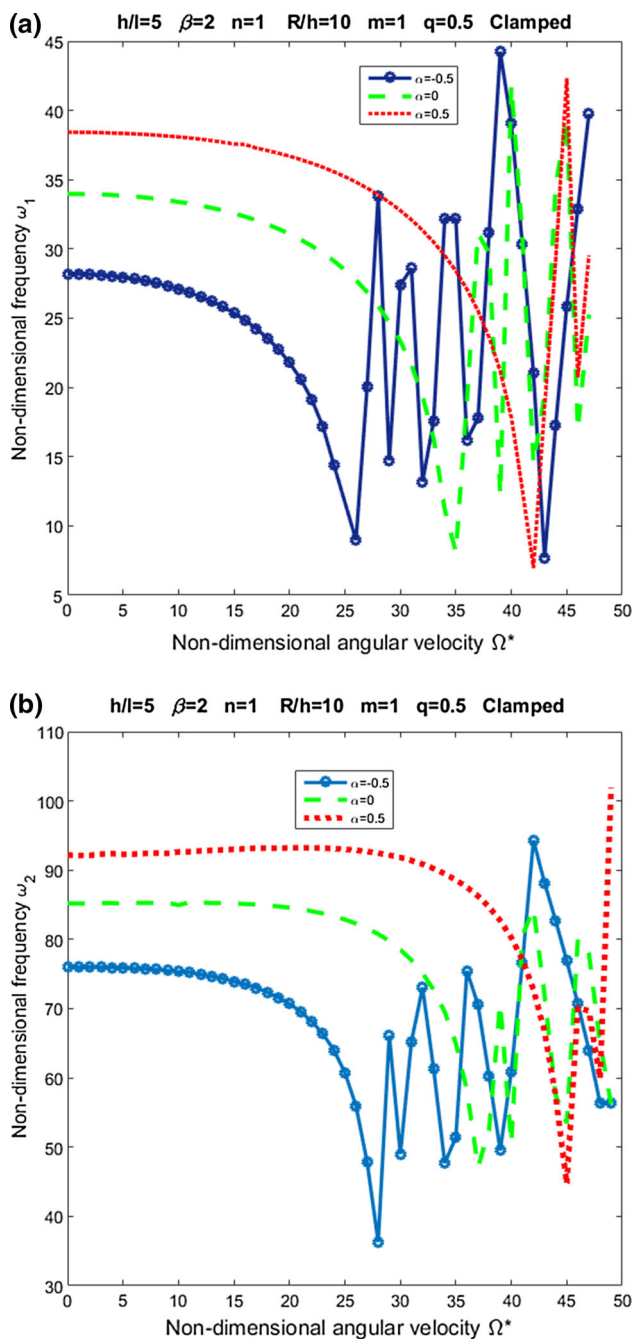 (a)
h/l=5 β=2 n=1 R/h=10 m=1 q=0.5 Clamped
45
40
35
30
25
20
15
10
5
Non-dimensional frequency ω1
α=-0.5
α=0
α=0.5
0 5 10 15 20 25 30 35 40 45 50
Non-dimensional angular velocity Ω*
(b)
h/l=5 β=2 n=1 R/h=10 m=1 q=0.5 Clamped
110
100
90
80
70
60
50
40
30
Non-dimensional frequency ω2
α=-0.5
α=0
α=0.5
0 5 10 15 20 25 30 35 40 45 50
Non-dimensional angular velocity Ω*